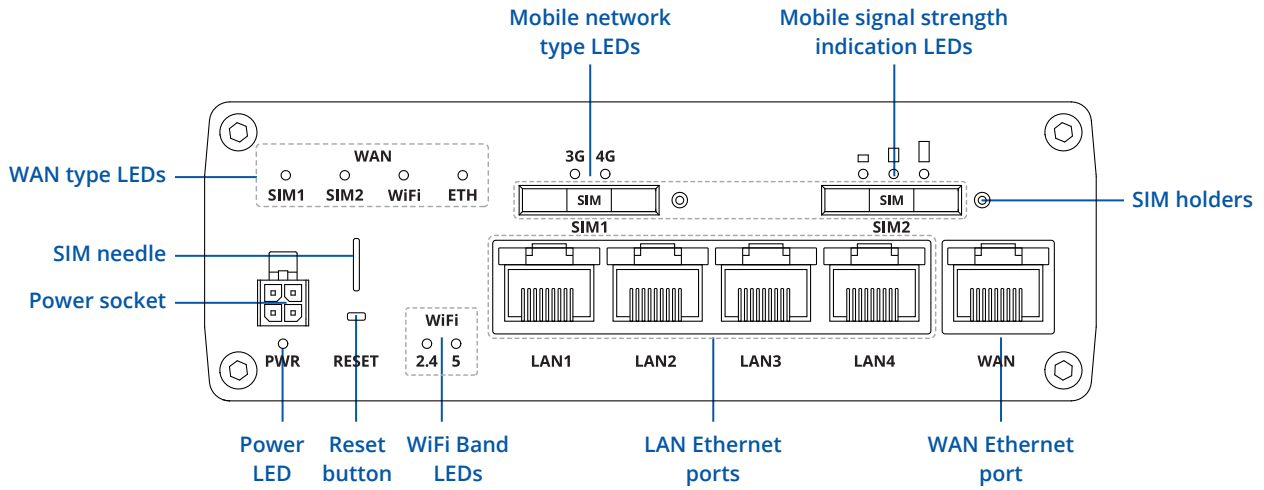 Mobile network
type LEDs
Mobile signal strength
indication LEDs
WAN type LEDs
WAN
SIM1 SIM2 WiFi ETH
3G 4G
SIM
SIM1
SIM
SIM2
SIM holders
SIM needle
Power socket
PWR
RESET
WiFi
2.4 5
LAN1 LAN2 LAN3 LAN4 WAN
Power
LED
Reset
button
WiFi Band
LEDs
LAN Ethernet
ports
WAN Ethernet
port